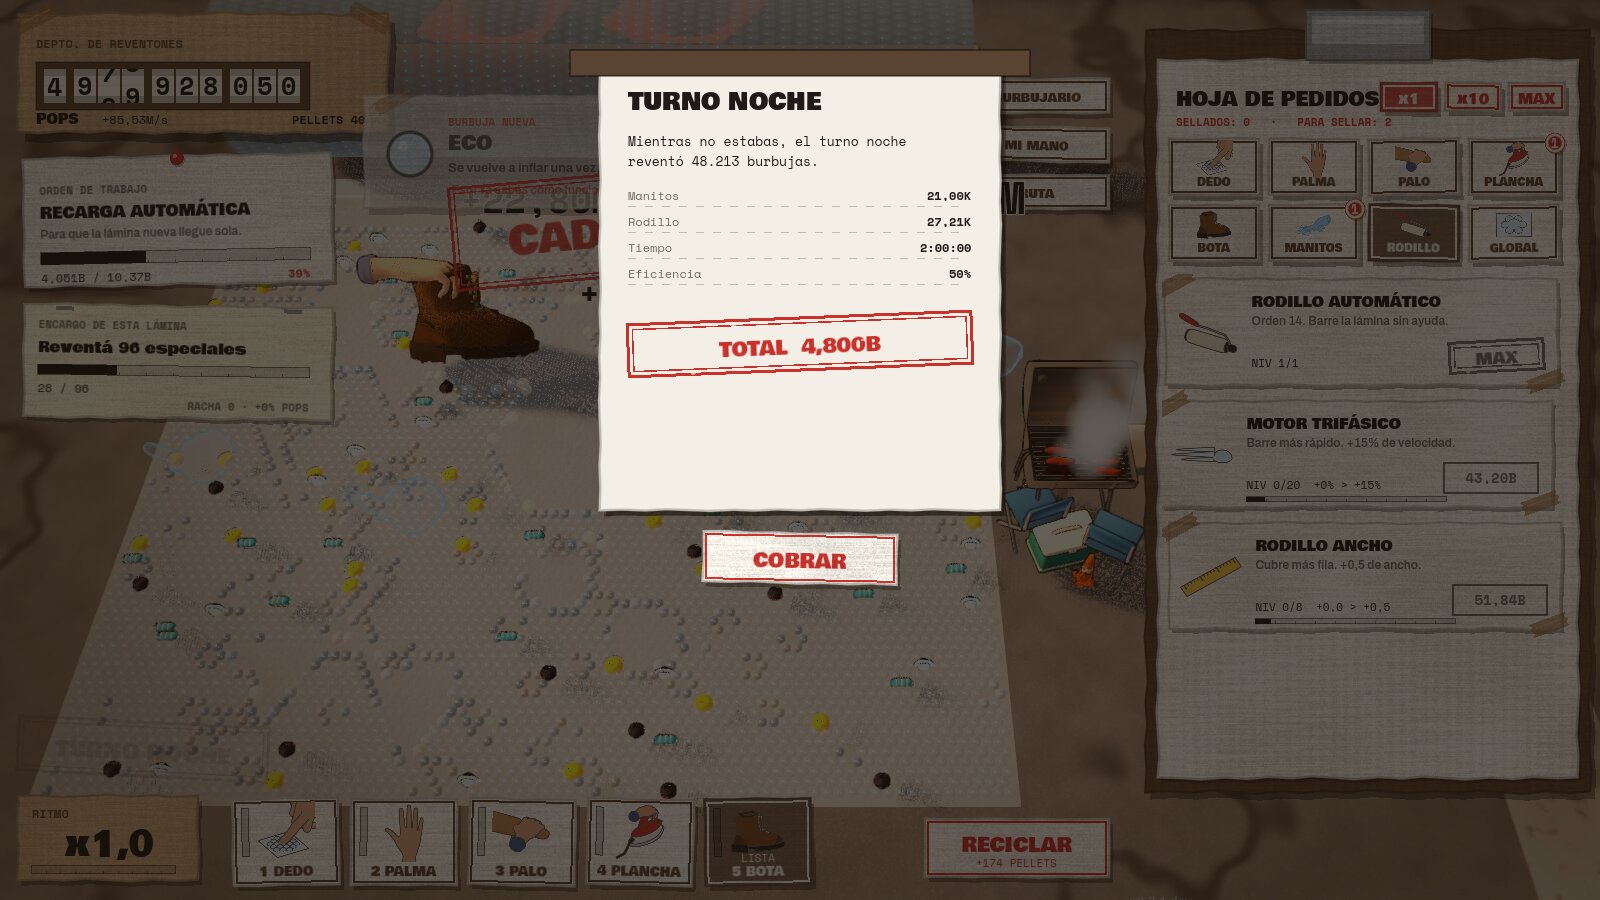 DEPTO. DE REVENTONES
928 050
POPS +85,53M/s PELLETS 40
ORDEN DE TRABAJO
RECARGA AUTOMÁTICA
Para que la lámina nueva llegue sola.
4,051B / 10,37B 39%
ENCARGO DE ESTA LÁMINA
Reventá 96 especiales
28 / 96
RACHA 0 · +0% POPS
BURBUJA NUEVA
ECO
Se vuelve a inflar una vez
CAD
TURNO NOCHE
Mientras no estabas, el turno noche
reventó 48.213 burbujas.
Manitos 21,00K
Rodillo 27,21K
Tiempo 2:00:00
Eficiencia 50%
TOTAL 4,800B
COBRAR
URBUJARIO
MI MANO
RUTA
HOJA DE PEDIDOS x1 x10 MAX
SELLADOS: 0 · PARA SELLAR: 2
DEDO
PALMA
PALO
PLANCHA
1
BOTA
MANITOS
1
RODILLO
GLOBAL
RODILLO AUTOMÁTICO
Orden 14. Barre la lámina sin ayuda.
NIV 1/1
MAX
MOTOR TRIFÁSICO
Barre más rápido. +15% de velocidad.
NIV 0/20 +0% > +15%
43,20B
RODILLO ANCHO
Cubre más fila. +0,5 de ancho.
NIV 0/8 +0,0 > +0,5
51,84B
TURNO NOCHE
RITMO
x1,0
1 DEDO
2 PALMA
3 PALO
4 PLANCHA
LISTA
5 BOTA
RECICLAR
+174 PELLETS